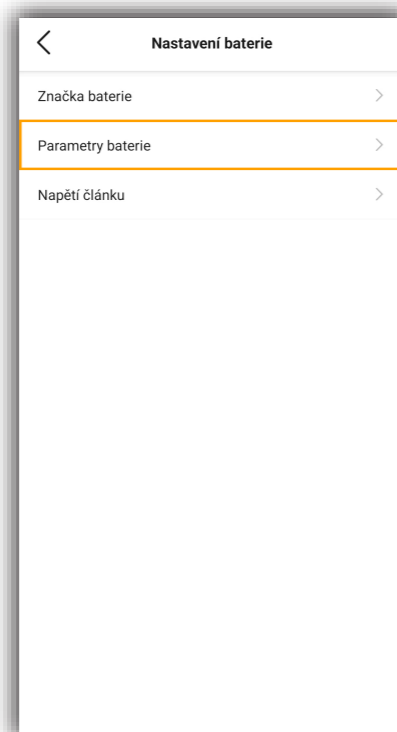 Nastavení baterie
Značka baterie
Parametry baterie
Napětí článku